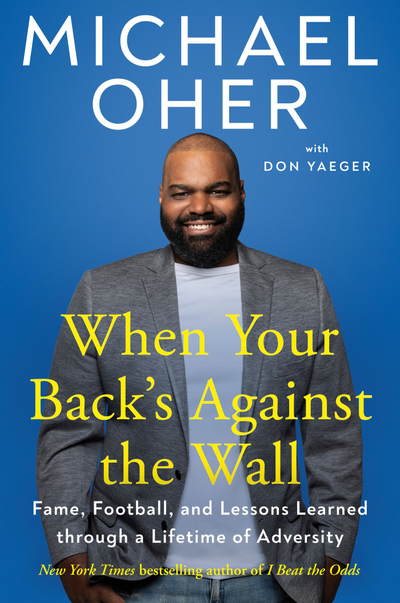 MICHAEL
OHER
with
DON YAEGER
When Your
Back's Against
the Wall
Fame, Football, and Lessons Learned
through a Lifetime of Adversity
New York Times bestselling author of I Beat the Odds